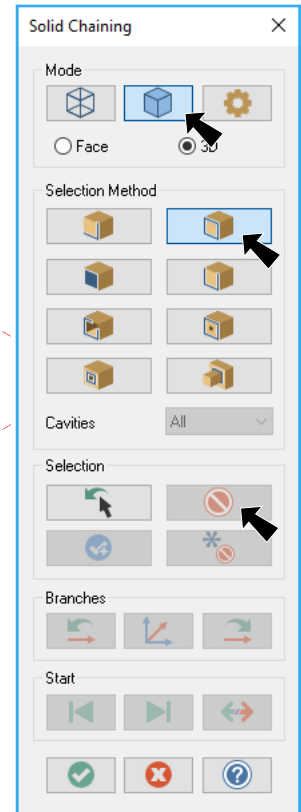 Solid Chaining
Mode
Face 3D
Selection Method
Cavities All
Selection
Branches
Start